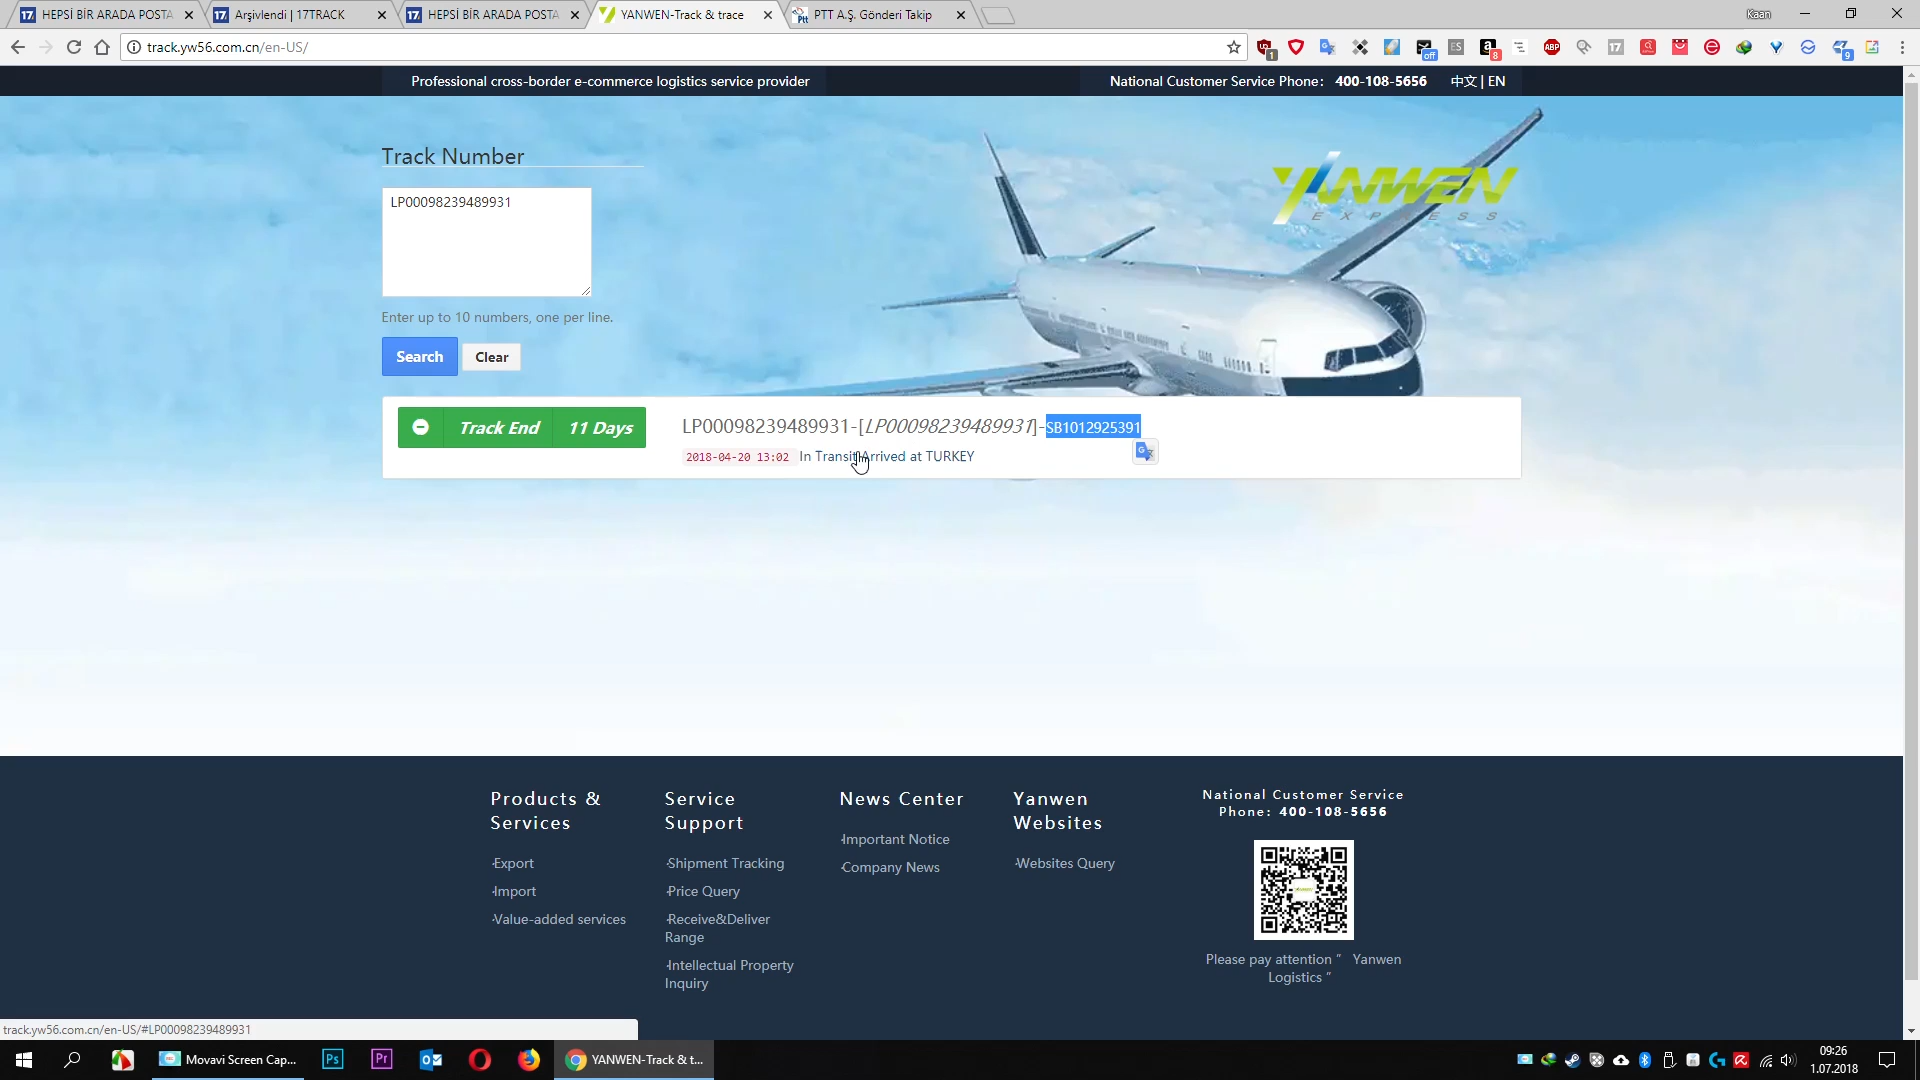 HEPSİ BİR ARADA POSTA
Arşivlendi | 17TRACK
HEPSİ BİR ARADA POSTA
YANWEN-Track & trace
PTT A.Ş. Gönderi Takip
Kaan
track.yw56.com.cn/en-US/
Professional cross-border e-commerce logistics service provider
National Customer Service Phone: 400-108-5656
中文 | EN
Track Number
YANWEN
EXPRESS
LP00098239489931
Enter up to 10 numbers, one per line.
Search
Clear
Track End
11 Days
LP00098239489931-[LP00098239489931]-SB1012925391
2018-04-20 13:02 In Transit Arrived at TURKEY
Products & Services
·Export
·Import
·Value-added services
Service Support
·Shipment Tracking
·Price Query
·Receive&Deliver Range
·Intellectual Property Inquiry
News Center
·Important Notice
·Company News
Yanwen Websites
·Websites Query
National Customer Service
Phone: 400-108-5656
Please pay attention “ Yanwen
Logistics ”
track.yw56.com.cn/en-US/#LP00098239489931
Movavi Screen Cap...
Ps
Pr
YANWEN-Track & t...
09:26
1.07.2018